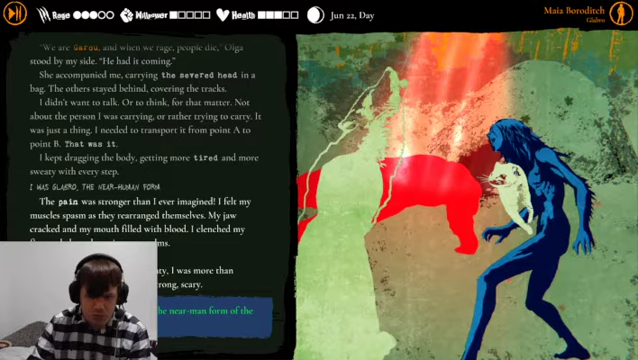 Rage Willpower Health Jun 22, Day
Maia Boroditch
Glabro
"We are Garou, and when we rage, people die," Olga
stood by my side. "He had it coming."
She accompanied me, carrying the severed head in a
bag. The others stayed behind, covering the tracks.
I didn't want to talk. Or to think, for that matter. Not
about the person I was carrying, or rather trying to carry. It
was just a thing. I needed to transport it from point A to
point B. That was it.
I kept dragging the body, getting more tired and more
sweaty with every step.
I WAS GLABRO, THE NEAR-HUMAN FORM
The pain was stronger than I ever imagined! I felt my
muscles spasm as they rearranged themselves. My jaw
cracked and my mouth filled with blood. I clenched my
I was more than
scary.
the near-man form of the